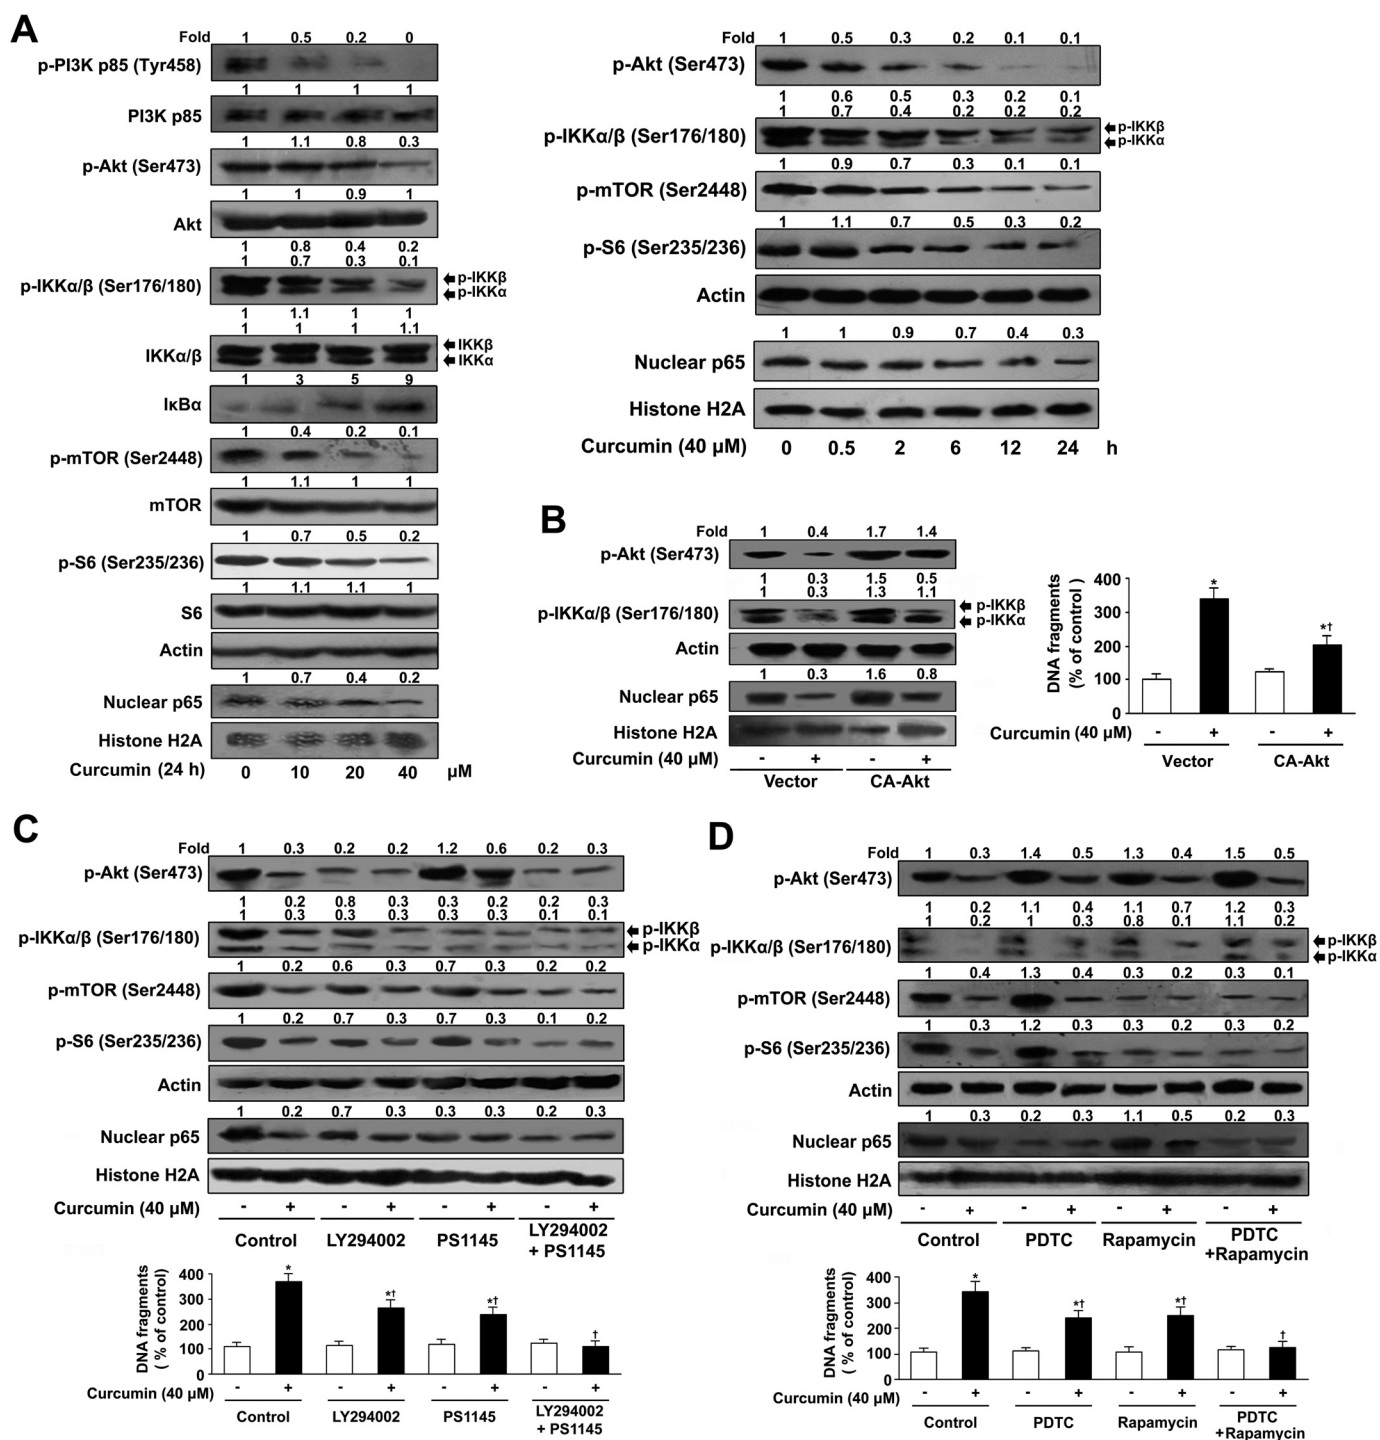 A
Fold 1 0.5 0.2 0
p-PI3K p85 (Tyr458)
1 1 1 1
PI3K p85
1 1.1 0.8 0.3
p-Akt (Ser473)
1 1 0.9 1
Akt
1 0.8 0.4 0.2
1 0.7 0.3 0.1
p-IKKα/β (Ser176/180) p-IKKβ
p-IKKα
1 1.1 1 1
1 1 1 1.1
IKKα/β IKKβ
IKKα
1 3 5 9
IκBα
1 0.4 0.2 0.1
p-mTOR (Ser2448)
1 1.1 1 1
mTOR
1 0.7 0.5 0.2
p-S6 (Ser235/236)
1 1.1 1.1 1
S6
Actin
1 0.7 0.4 0.2
Nuclear p65
Histone H2A
Curcumin (24 h) 0 10 20 40 μM
Fold 1 0.5 0.3 0.2 0.1 0.1
p-Akt (Ser473)
1 0.6 0.5 0.3 0.2 0.1
1 0.7 0.4 0.2 0.2 0.2
p-IKKα/β (Ser176/180) p-IKKβ
p-IKKα
1 0.9 0.7 0.3 0.1 0.1
p-mTOR (Ser2448)
1 1.1 0.7 0.5 0.3 0.2
p-S6 (Ser235/236)
Actin
1 1 0.9 0.7 0.4 0.3
Nuclear p65
Histone H2A
Curcumin (40 μM) 0 0.5 2 6 12 24 h
B
Fold 1 0.4 1.7 1.4
p-Akt (Ser473)
1 0.3 1.5 0.5
1 0.3 1.3 1.1
p-IKKα/β (Ser176/180) p-IKKβ
p-IKKα
Actin
1 0.3 1.6 0.8
Nuclear p65
Histone H2A
Curcumin (40 μM) - + - +
Vector CA-Akt
DNA fragments
(% of control )
400
300
200
100
0
*
*†
Curcumin (40 μM) - + - +
Vector CA-Akt
C
Fold 1 0.3 0.2 0.2 1.2 0.6 0.2 0.3
p-Akt (Ser473)
1 0.2 0.8 0.3 0.3 0.2 0.2 0.3
1 0.3 0.3 0.3 0.3 0.3 0.1 0.1
p-IKKα/β (Ser176/180) p-IKKβ
p-IKKα
1 0.2 0.6 0.3 0.7 0.3 0.2 0.2
p-mTOR (Ser2448)
1 0.2 0.7 0.3 0.7 0.3 0.1 0.2
p-S6 (Ser235/236)
Actin
1 0.2 0.7 0.3 0.3 0.3 0.2 0.3
Nuclear p65
Histone H2A
Curcumin (40 μM) - + - + - + - +
Control LY294002 PS1145 LY294002
+ PS1145
DNA fragments
( % of control)
400
300
200
100
0
* *† *† †
Curcumin (40 μM) - + - + - + - +
Control LY294002 PS1145 LY294002
+ PS1145
D
Fold 1 0.3 1.4 0.5 1.3 0.4 1.5 0.5
p-Akt (Ser473)
1 0.2 1.1 0.4 1.1 0.7 1.2 0.3
1 0.2 1 0.3 0.8 0.1 1.1 0.2
p-IKKα/β (Ser176/180) p-IKKβ
p-IKKα
1 0.4 1.3 0.4 0.3 0.2 0.3 0.1
p-mTOR (Ser2448)
1 0.3 1.2 0.3 0.3 0.2 0.3 0.2
p-S6 (Ser235/236)
Actin
1 0.3 0.2 0.3 1.1 0.5 0.2 0.3
Nuclear p65
Histone H2A
Curcumin (40 μM) - + - + - + - +
Control PDTC Rapamycin PDTC
+Rapamycin
DNA fragments
( % of control)
400
300
200
100
0
* *† *† †
Curcumin (40 μM) - + - + - + - +
Control PDTC Rapamycin PDTC
+Rapamycin